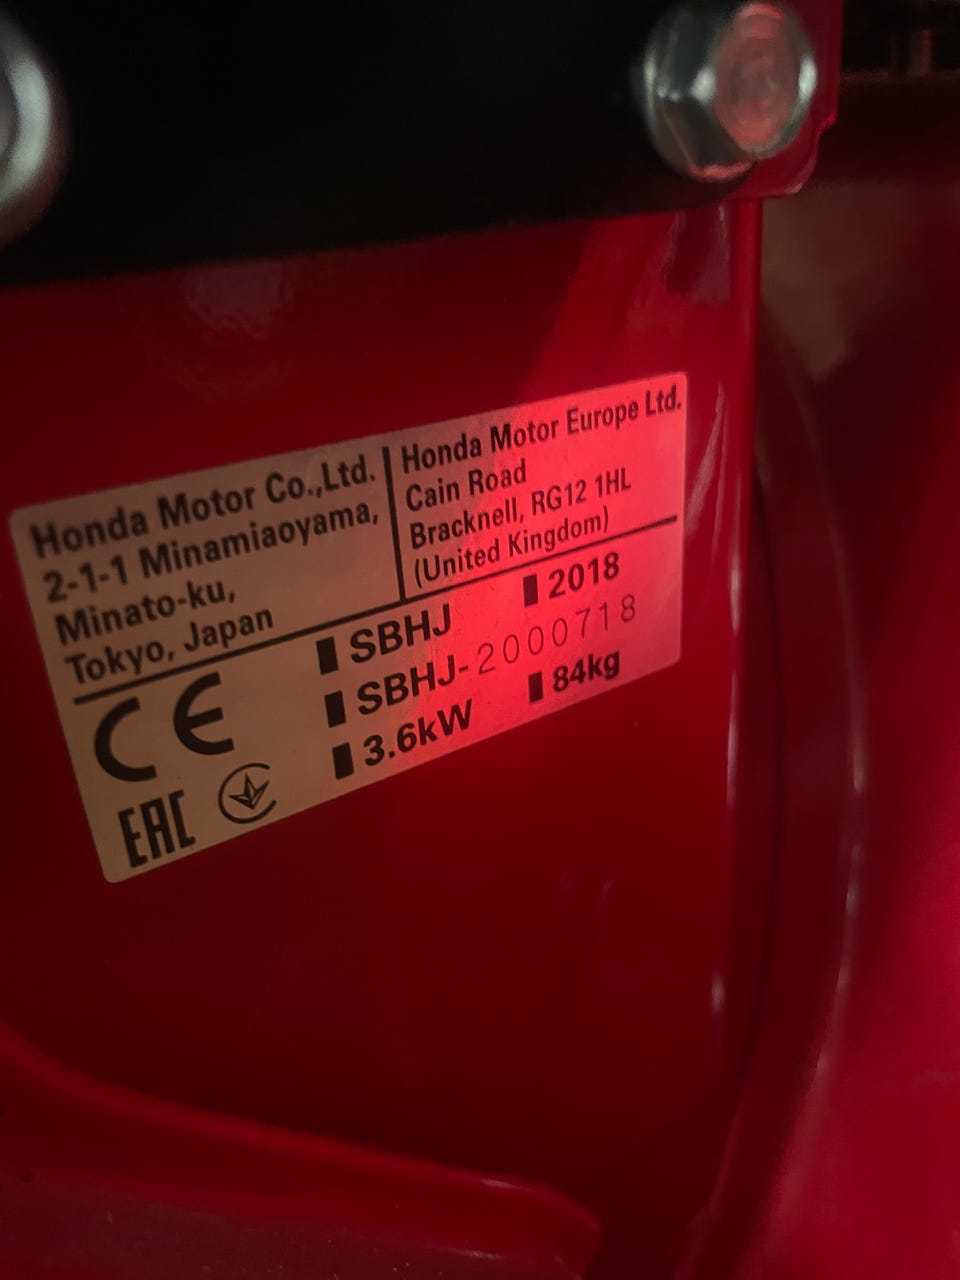 Honda Motor Co.,Ltd.
2-1-1 Minamiaoyama,
Minato-ku,
Tokyo, Japan
Honda Motor Europe Ltd.
Cain Road
Bracknell, RG12 1HL
(United Kingdom)
CE
EAC
SBHJ 2018
SBHJ-2000718
3.6kW 84kg